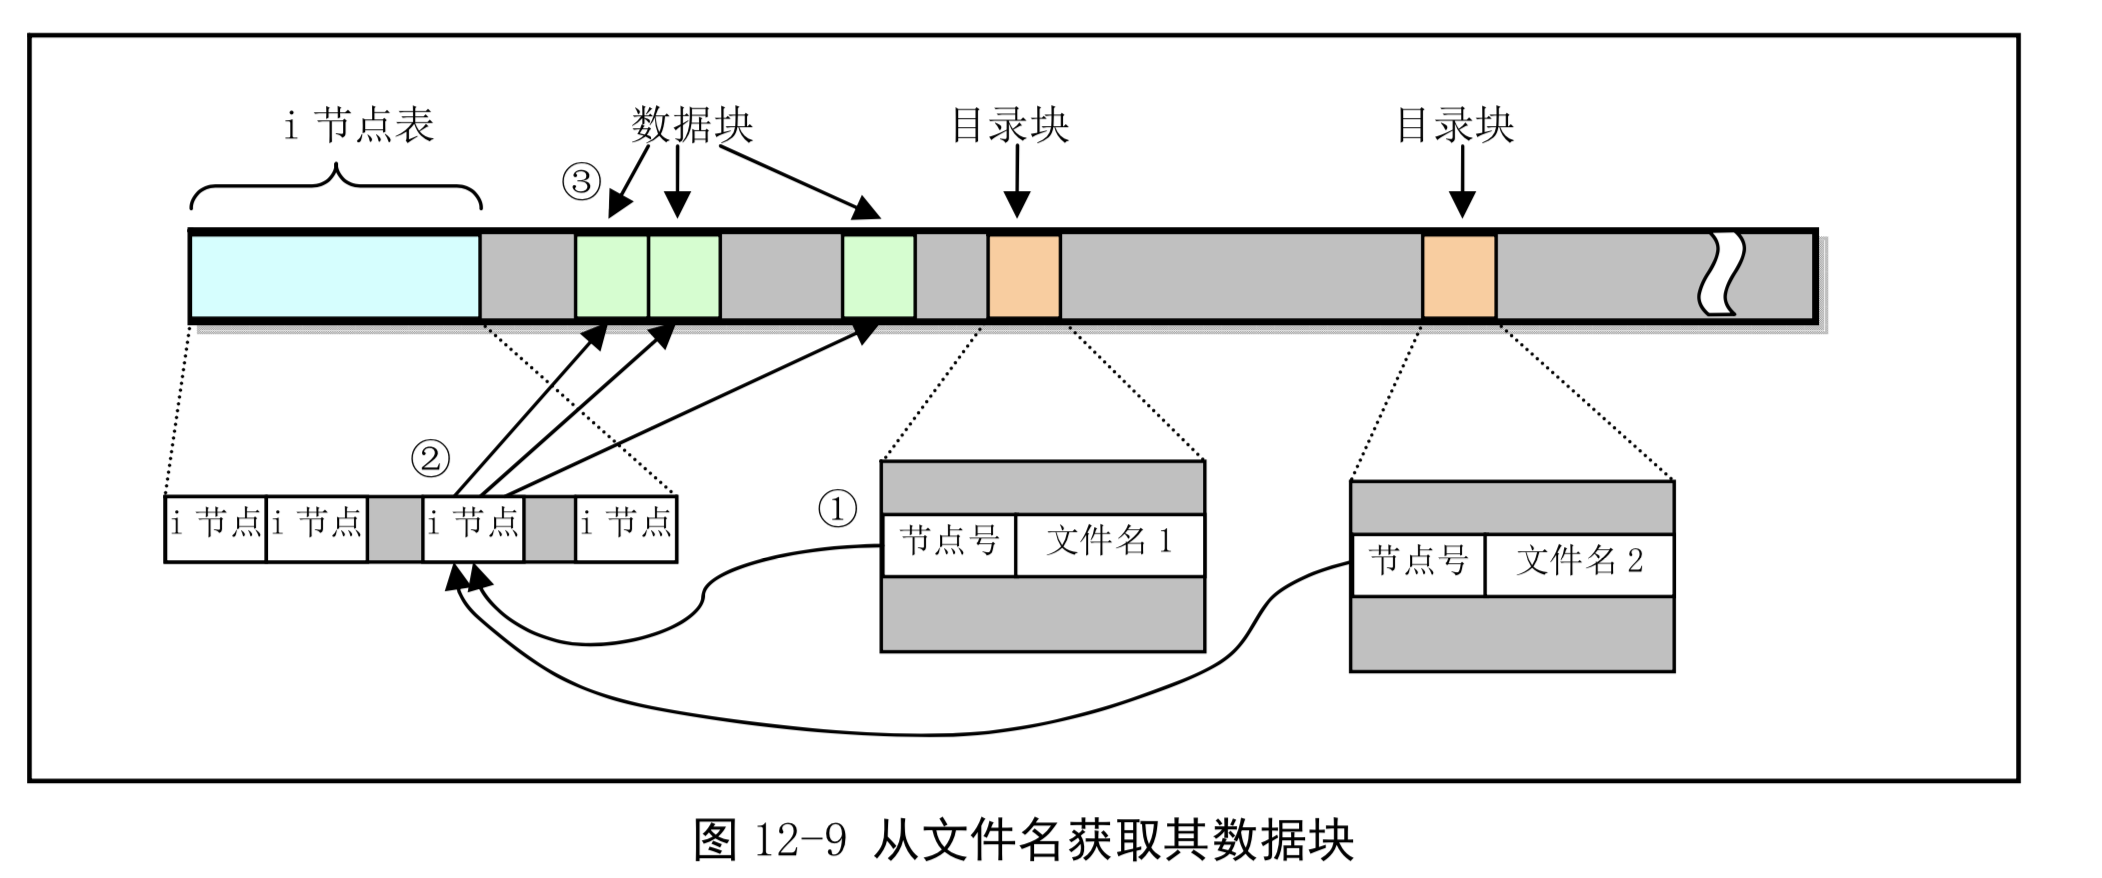 i 节点表
数据块
目录块
目录块
③
②
①
i 节点
i 节点
i 节点
i 节点
节点号
文件名 1
节点号
文件名 2
图 12-9 从文件名获取其数据块